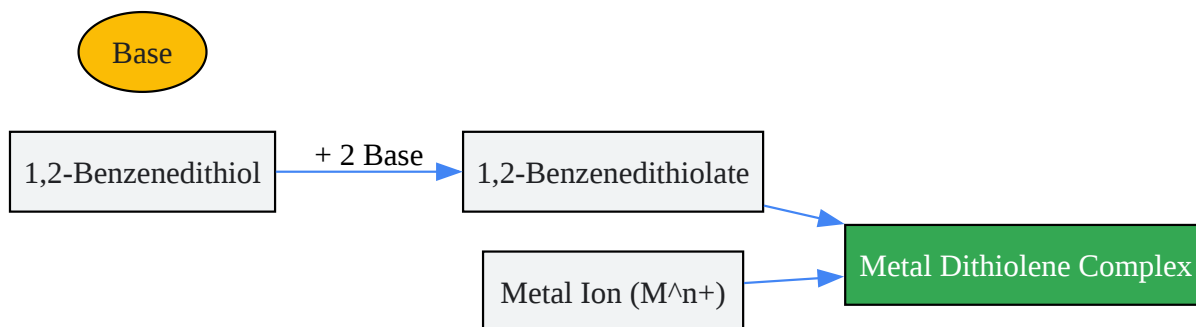 Base
1,2-Benzenedithiol
+ 2 Base
1,2-Benzenedithiolate
Metal Ion (M^n+)
Metal Dithiolene Complex